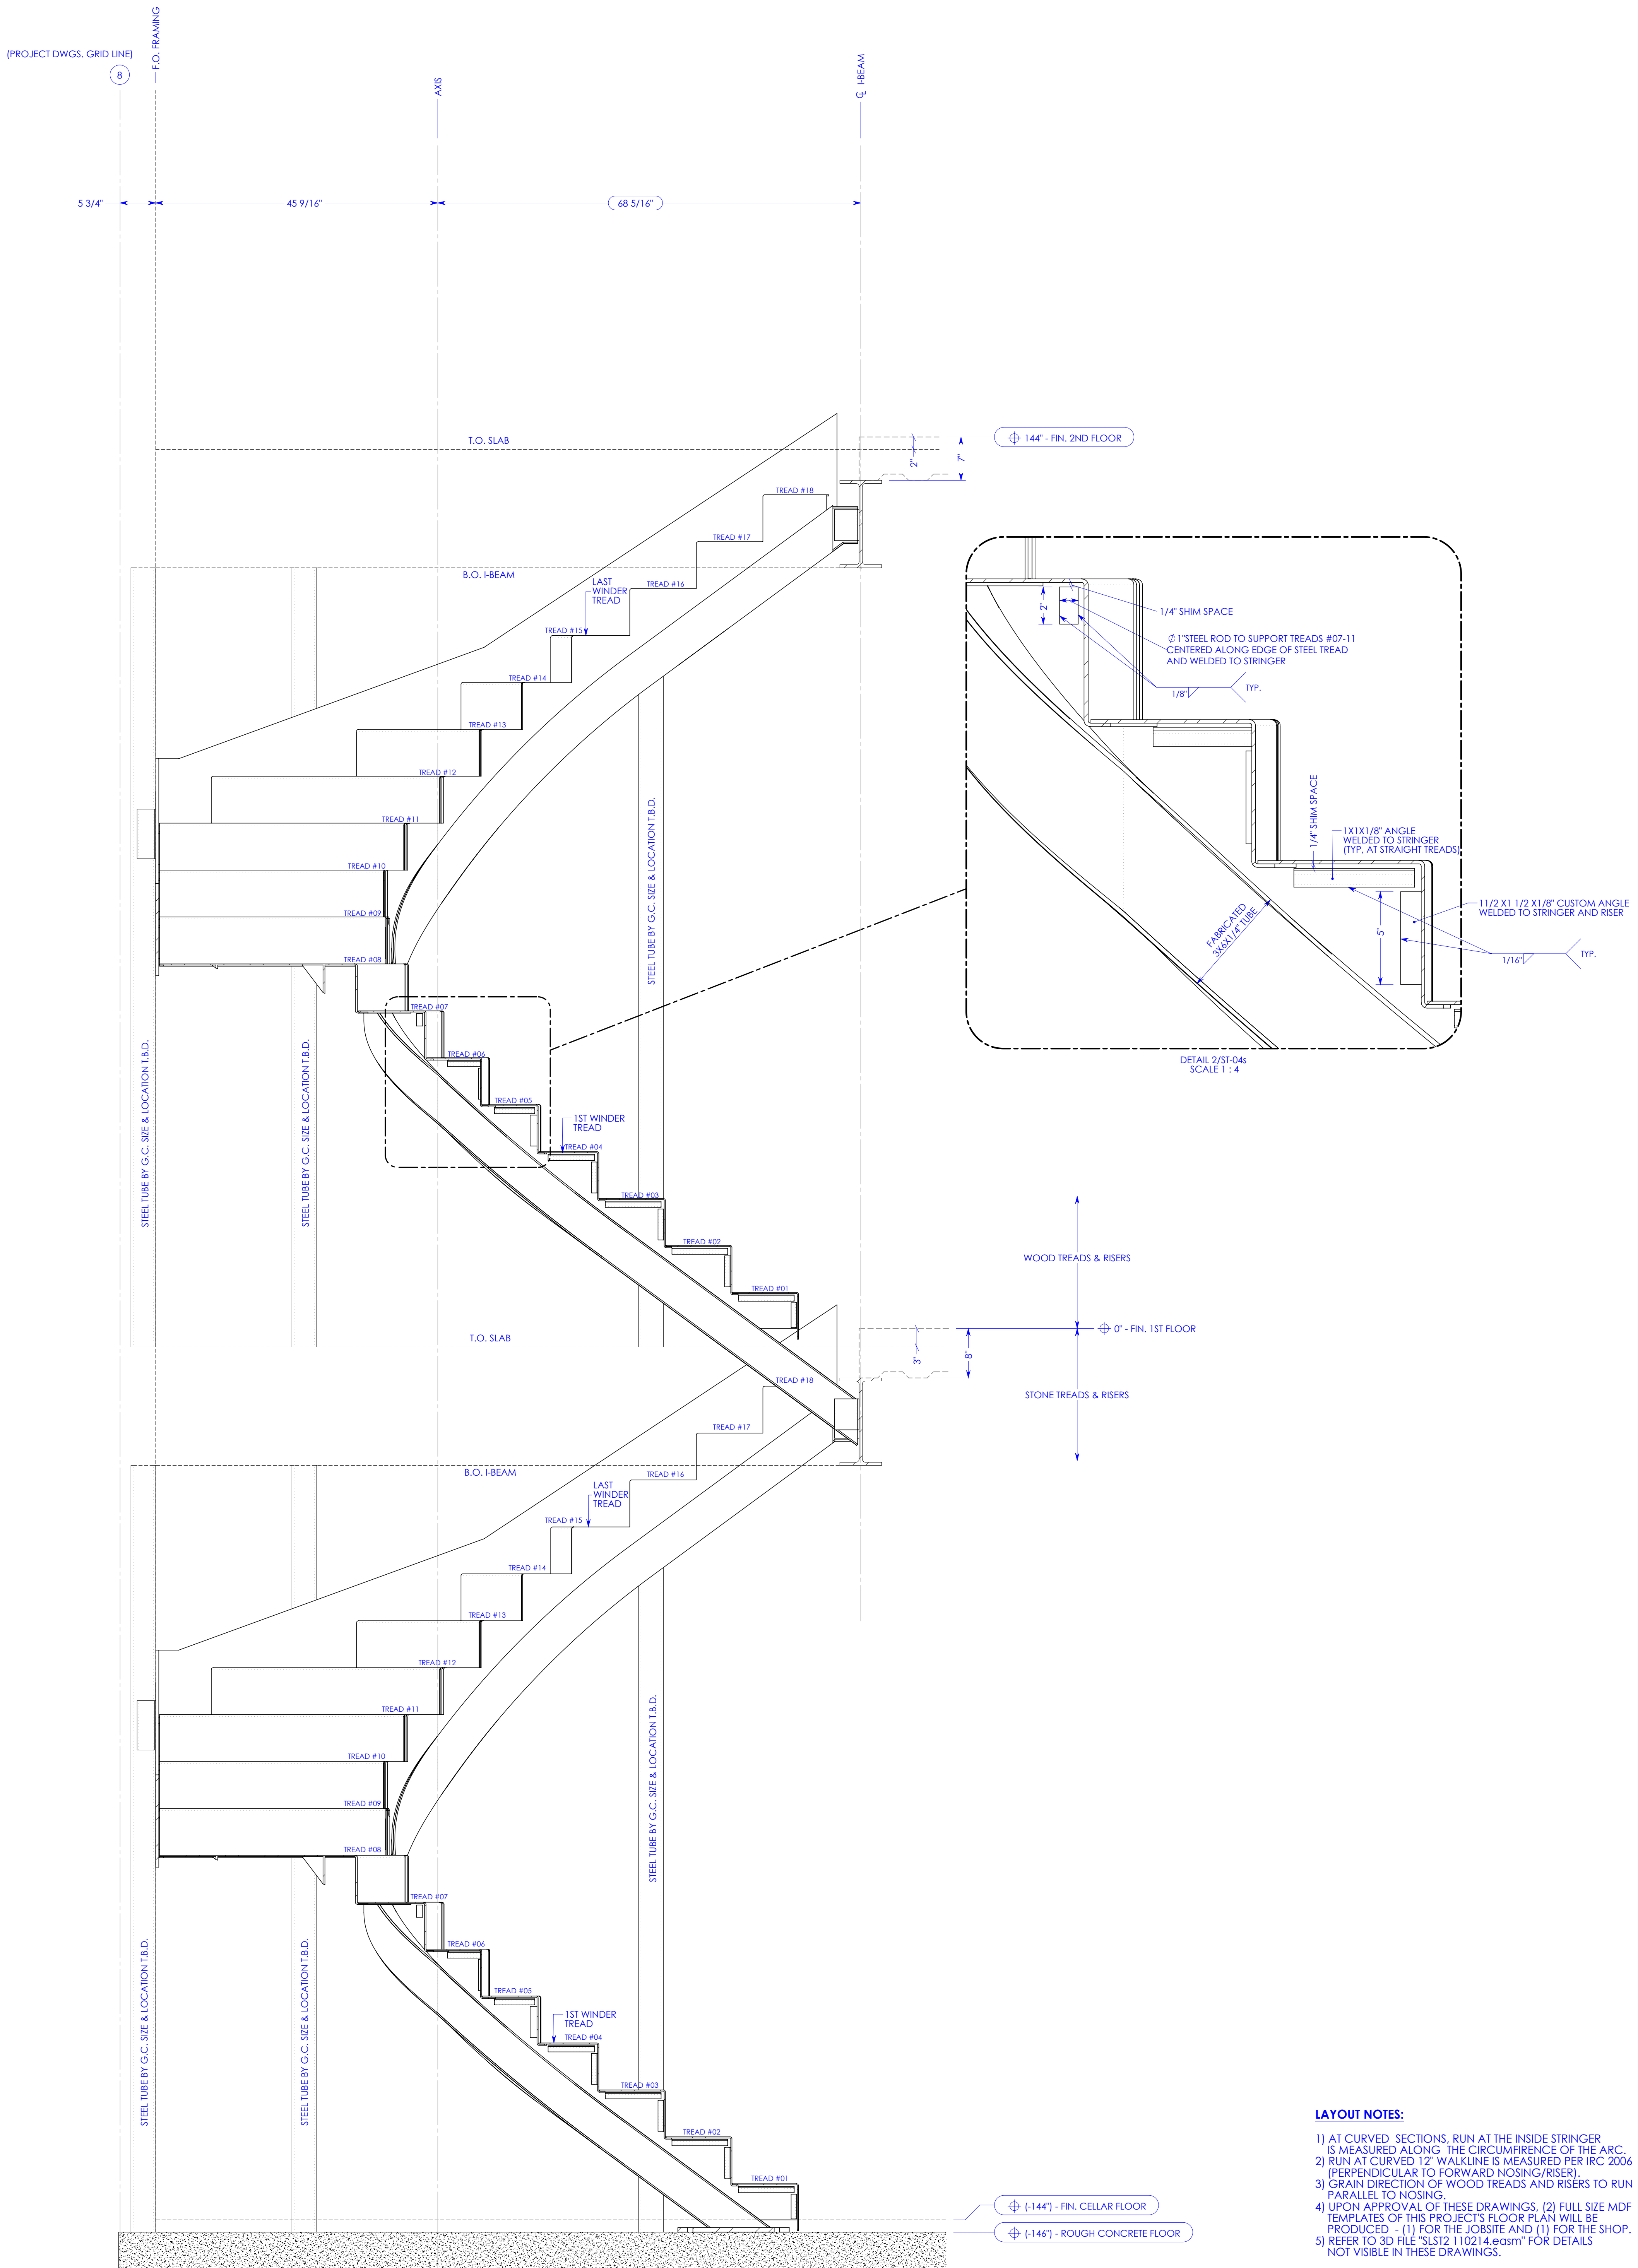 F.O. FRAMING
(PROJECT DWGS. GRID LINE)
8
AXIS
℄ I-BEAM
5 3/4"
45 9/16"
68 5/16"
T.O. SLAB
144" - FIN. 2ND FLOOR
2"
7"
TREAD #18
TREAD #17
B.O. I-BEAM
LAST
WINDER
TREAD
TREAD #16
TREAD #15
TREAD #14
TREAD #13
TREAD #12
TREAD #11
TREAD #10
TREAD #09
TREAD #08
STEEL TUBE BY G.C. SIZE & LOCATION T.B.D.
TREAD #07
TREAD #06
TREAD #05
1ST WINDER
TREAD
TREAD #04
TREAD #03
TREAD #02
TREAD #01
STEEL TUBE BY G.C. SIZE & LOCATION T.B.D.
STEEL TUBE BY G.C. SIZE & LOCATION T.B.D.
2"
1/4" SHIM SPACE
∅ 1"STEEL ROD TO SUPPORT TREADS #07-11
CENTERED ALONG EDGE OF STEEL TREAD
AND WELDED TO STRINGER
1/8"
TYP.
1/4" SHIM SPACE
1X1X1/8" ANGLE
WELDED TO STRINGER
(TYP, AT STRAIGHT TREADS)
11/2 X1 1/2 X1/8" CUSTOM ANGLE
WELDED TO STRINGER AND RISER
5"
1/16"
TYP.
FABRICATED
3X6X1/4" TUBE
DETAIL 2/ST-04s
SCALE 1 : 4
WOOD TREADS & RISERS
0" - FIN. 1ST FLOOR
STONE TREADS & RISERS
T.O. SLAB
3"
8"
TREAD #18
TREAD #17
B.O. I-BEAM
LAST
WINDER
TREAD
TREAD #16
TREAD #15
TREAD #14
TREAD #13
TREAD #12
TREAD #11
TREAD #10
TREAD #09
TREAD #08
STEEL TUBE BY G.C. SIZE & LOCATION T.B.D.
TREAD #07
TREAD #06
TREAD #05
1ST WINDER
TREAD
TREAD #04
TREAD #03
TREAD #02
TREAD #01
STEEL TUBE BY G.C. SIZE & LOCATION T.B.D.
STEEL TUBE BY G.C. SIZE & LOCATION T.B.D.
(-144") - FIN. CELLAR FLOOR
(-146") - ROUGH CONCRETE FLOOR
LAYOUT NOTES:
1) AT CURVED SECTIONS, RUN AT THE INSIDE STRINGER
IS MEASURED ALONG THE CIRCUMFIRENCE OF THE ARC.
2) RUN AT CURVED 12" WALKLINE IS MEASURED PER IRC 2006
(PERPENDICULAR TO FORWARD NOSING/RISER).
3) GRAIN DIRECTION OF WOOD TREADS AND RISERS TO RUN
PARALLEL TO NOSING.
4) UPON APPROVAL OF THESE DRAWINGS, (2) FULL SIZE MDF
TEMPLATES OF THIS PROJECT'S FLOOR PLAN WILL BE
PRODUCED - (1) FOR THE JOBSITE AND (1) FOR THE SHOP.
5) REFER TO 3D FILE "SLST2 110214.easm" FOR DETAILS
NOT VISIBLE IN THESE DRAWINGS.